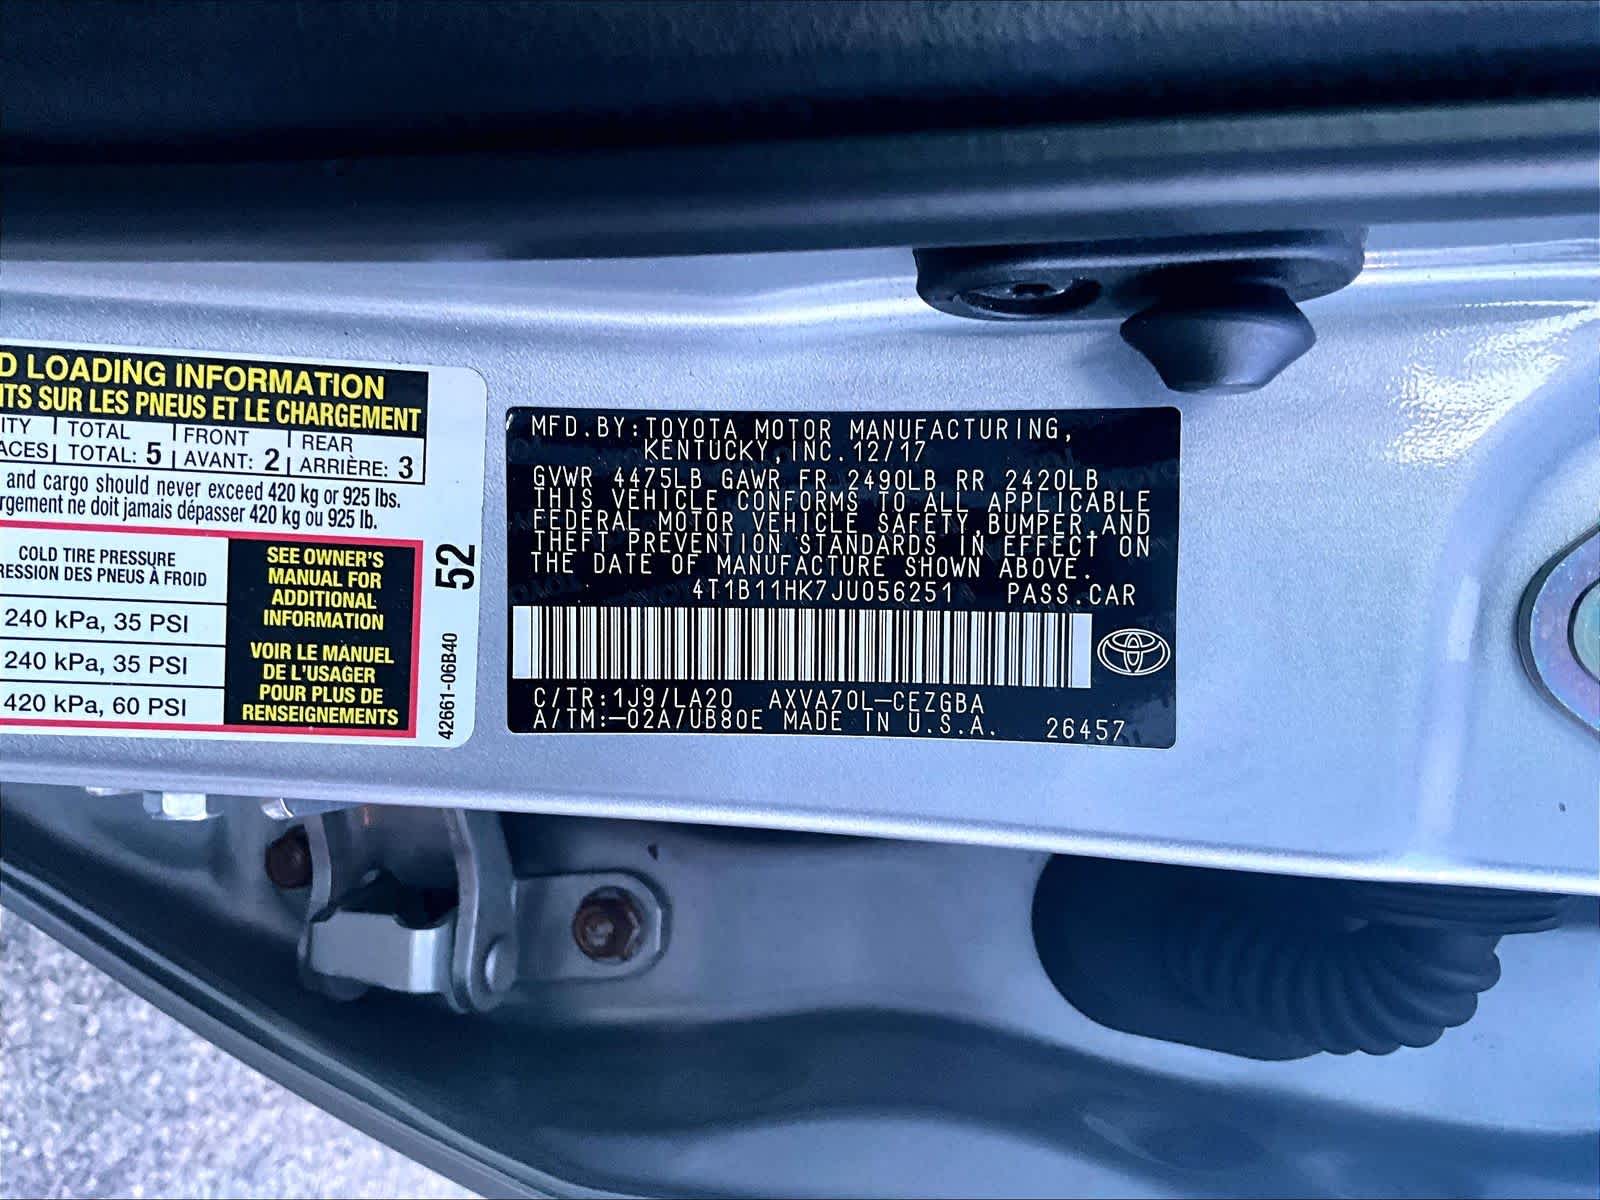 D LOADING INFORMATION
ITS SUR LES PNEUS ET LE CHARGEMENT
ITY TOTAL FRONT REAR
ACES TOTAL: 5 AVANT: 2 ARRIÈRE: 3
and cargo should never exceed 420 kg or 925 lbs.
rgement ne doit jamais dépasser 420 kg ou 925 lb.
COLD TIRE PRESSURE
RESSION DES PNEUS À FROID
240 kPa, 35 PSI
240 kPa, 35 PSI
420 kPa, 60 PSI
SEE OWNER'S
MANUAL FOR
ADDITIONAL
INFORMATION
VOIR LE MANUEL
DE L'USAGER
POUR PLUS DE
RENSEIGNEMENTS
52
42661-06B40
MFD.BY:TOYOTA MOTOR MANUFACTURING,
KENTUCKY,INC.12/17
GVWR 4475LB GAWR FR 2490LB RR 2420LB
THIS VEHICLE CONFORMS TO ALL APPLICABLE
FEDERAL MOTOR VEHICLE SAFETY,BUMPER,AND
THEFT PREVENTION STANDARDS IN EFFECT ON
THE DATE OF MANUFACTURE SHOWN ABOVE.
4T1B11HK7JU056251 PASS.CAR
C/TR:1J9/LA20 AXVA70L-CEZGBA
A/TM:-02A/UB80E MADE IN U.S.A. 26457